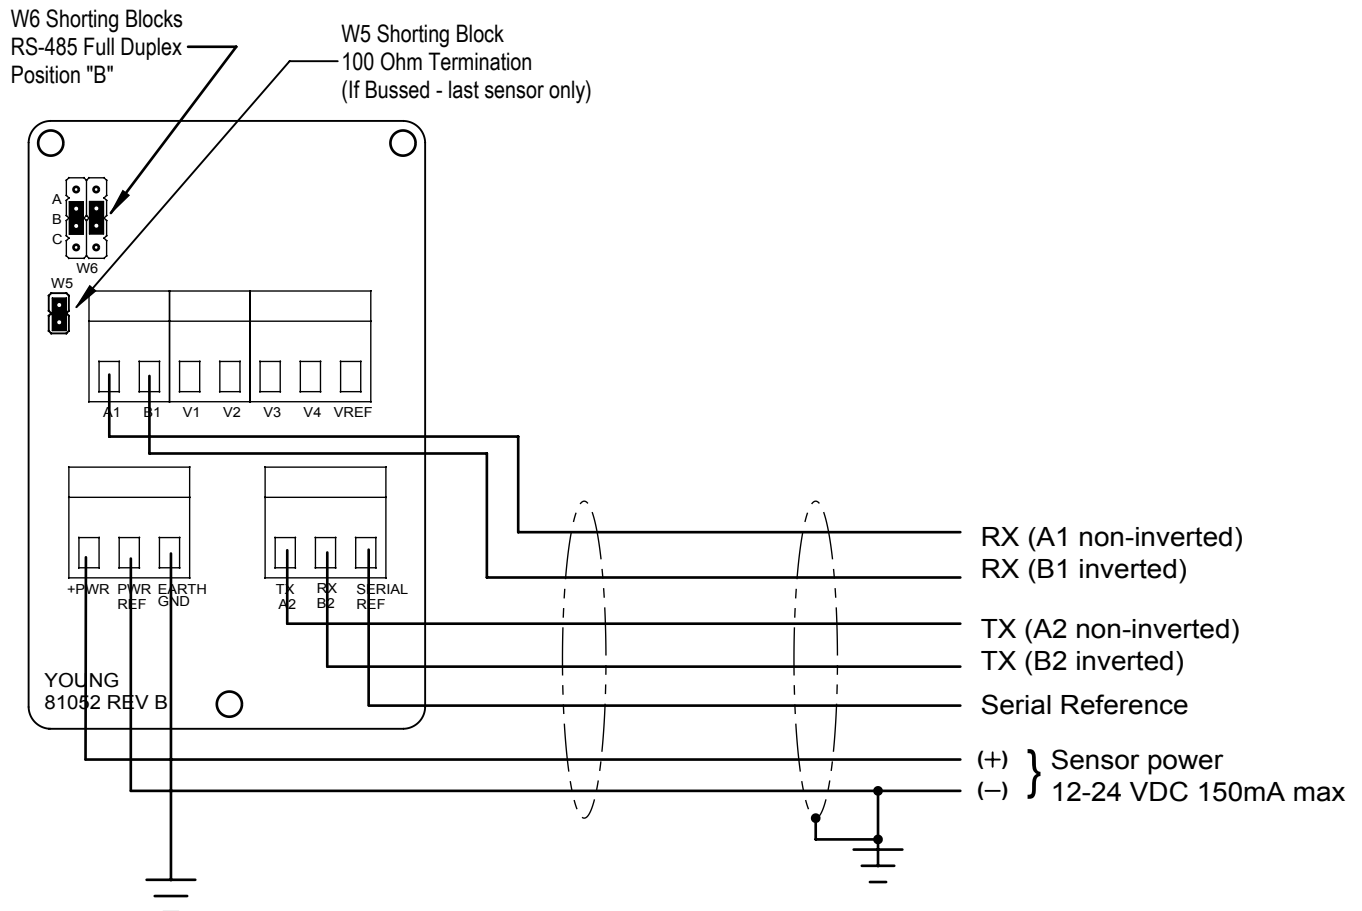 W6 Shorting Blocks
RS-485 Full Duplex
Position "B"
W5 Shorting Block
100 Ohm Termination
(If Bussed - last sensor only)
A
B
C
W6
W5
A1 B1 V1 V2 V3 V4 VREF
+PWR PWR EARTH
REF GND
TX RX SERIAL
A2 B2 REF
YOUNG
81052 REV B
RX (A1 non-inverted)
RX (B1 inverted)
TX (A2 non-inverted)
TX (B2 inverted)
Serial Reference
(+) } Sensor power
(−) 12-24 VDC 150mA max